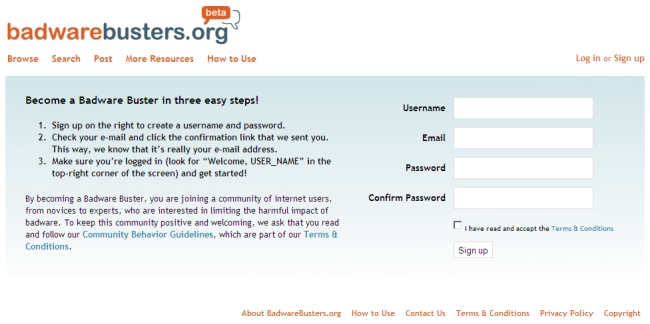 beta
badwarebusters.org
Browse Search Post More Resources How to Use Log in or Sign up
Become a Badware Buster in three easy steps!
1. Sign up on the right to create a username and password.
2. Check your e-mail and click the confirmation link that we sent you.
This way, we know that it's really your e-mail address.
3. Make sure you're logged in (look for “Welcome, USER_NAME” in the
top-right corner of the screen) and get started!
By becoming a Badware Buster, you are joining a community of Internet users,
from novices to experts, who are interested in limiting the harmful impact of
badware. To keep this community positive and welcoming, we ask that you read
and follow our Community Behavior Guidelines, which are part of our Terms &
Conditions.
Username
Email
Password
Confirm Password
I have read and accept the Terms & Conditions
Sign up
About BadwareBusters.org How to Use Contact Us Terms & Conditions Privacy Policy Copyright